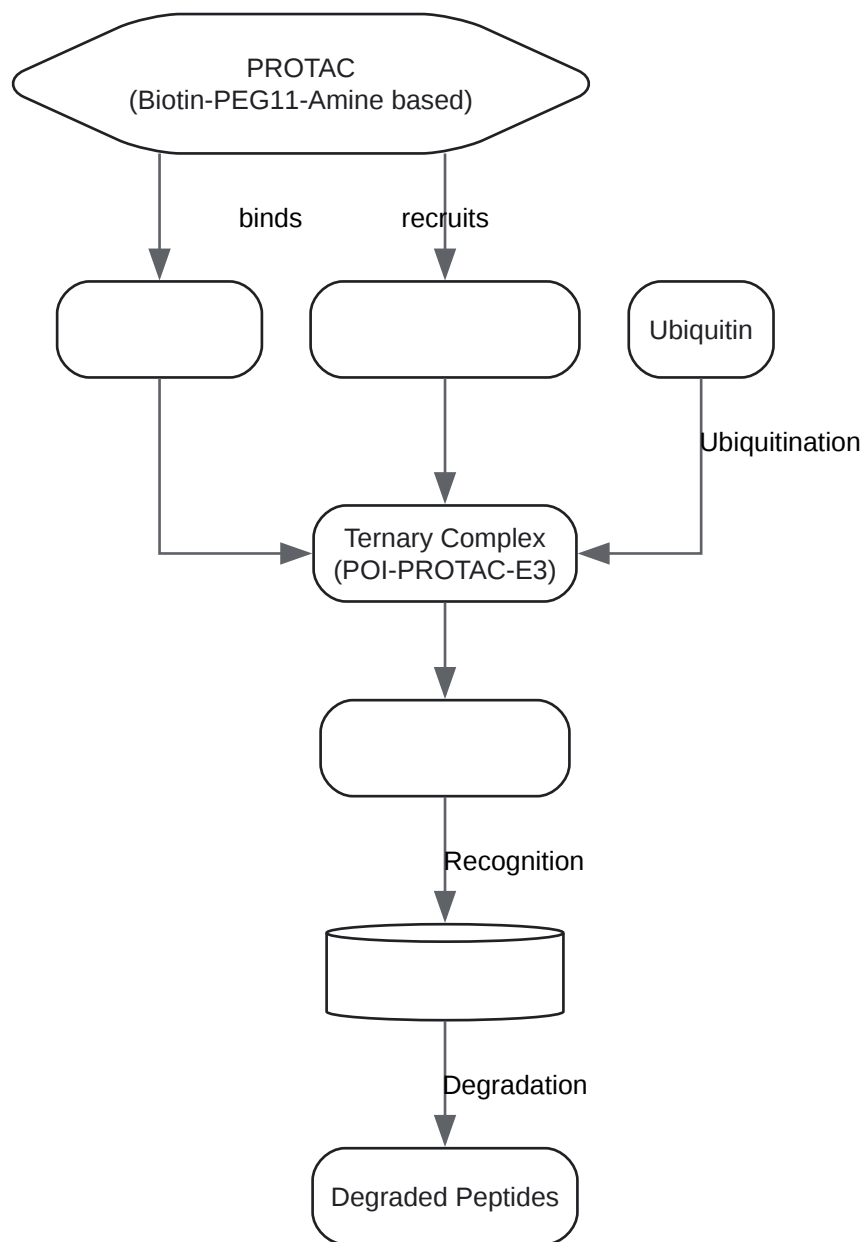 PROTAC
(Biotin-PEG11-Amine based)
binds
recruits
Ubiquitin
Ubiquitination
Ternary Complex
(POI-PROTAC-E3)
Recognition
Degradation
Degraded Peptides